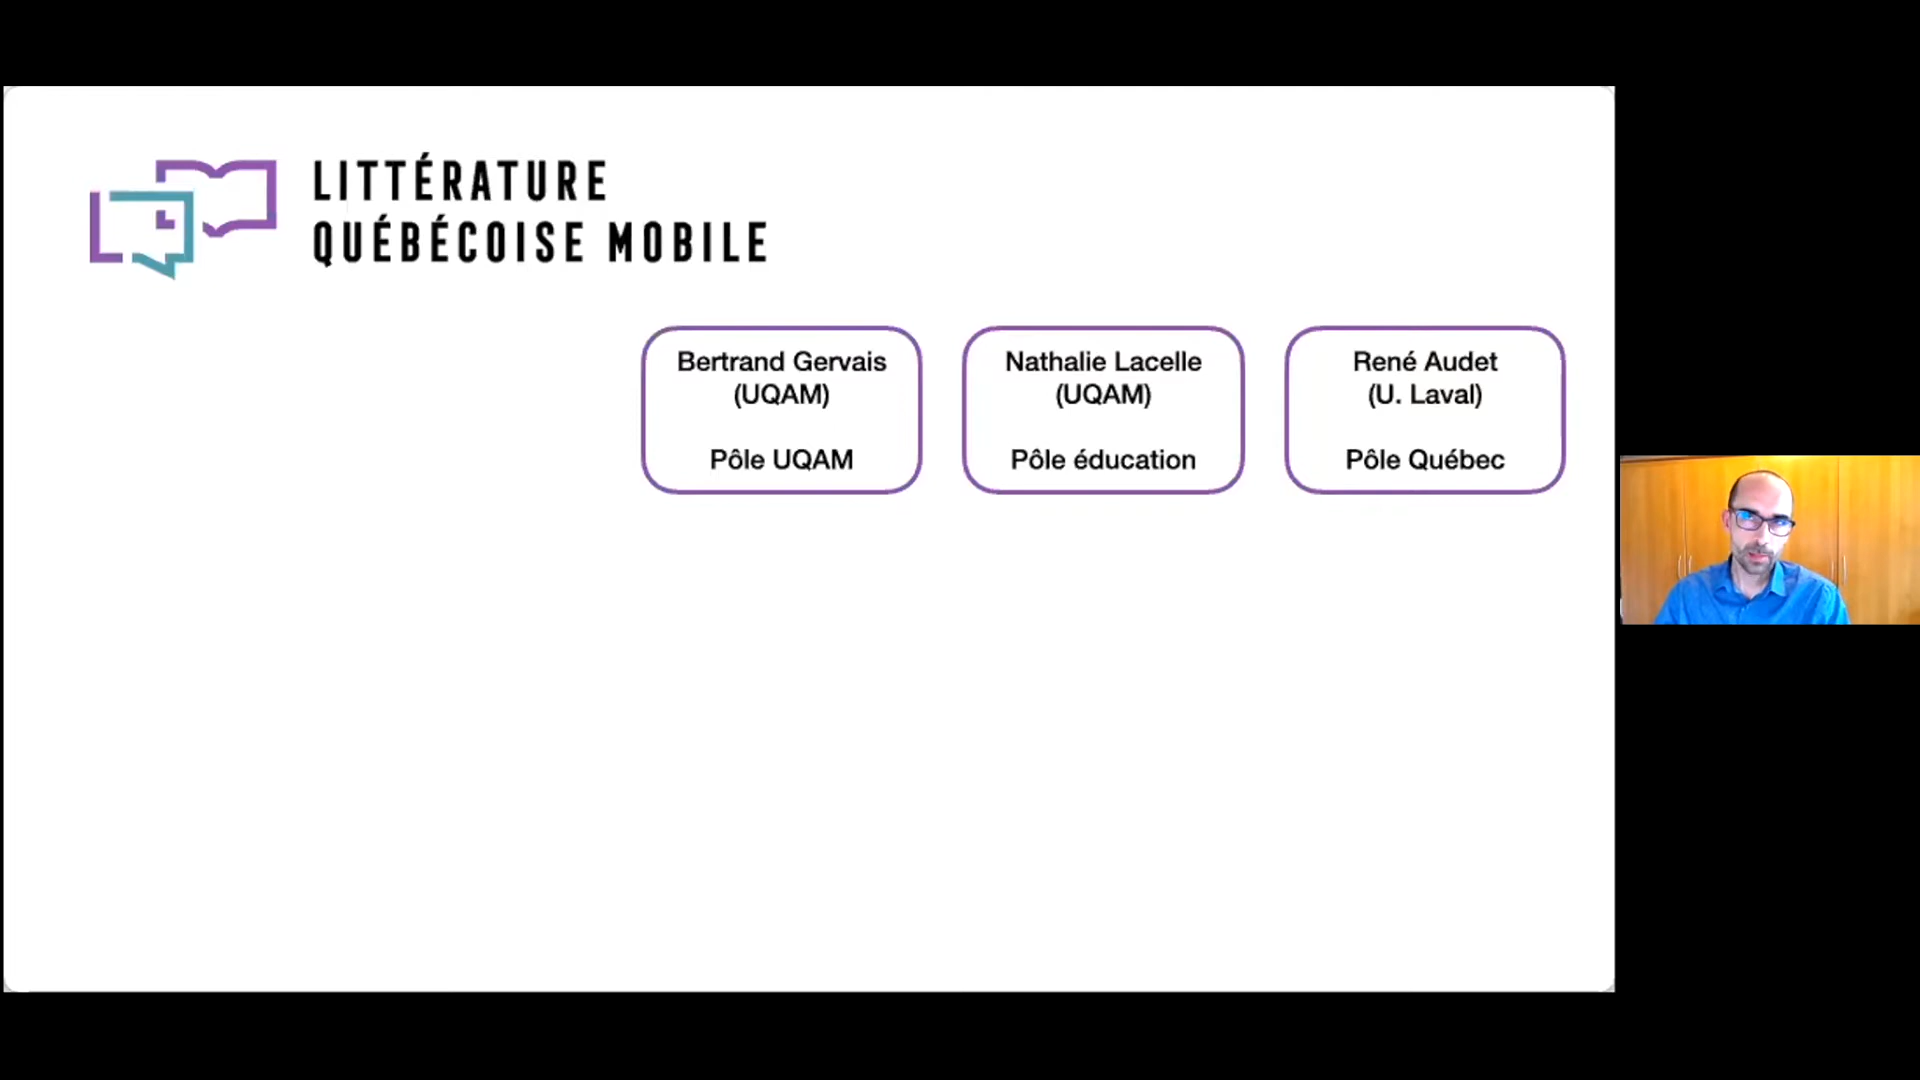 LITTÉRATURE
QUÉBÉCOISE MOBILE
Bertrand Gervais
(UQAM)
Pôle UQAM
Nathalie Lacelle
(UQAM)
Pôle éducation
René Audet
(U. Laval)
Pôle Québec